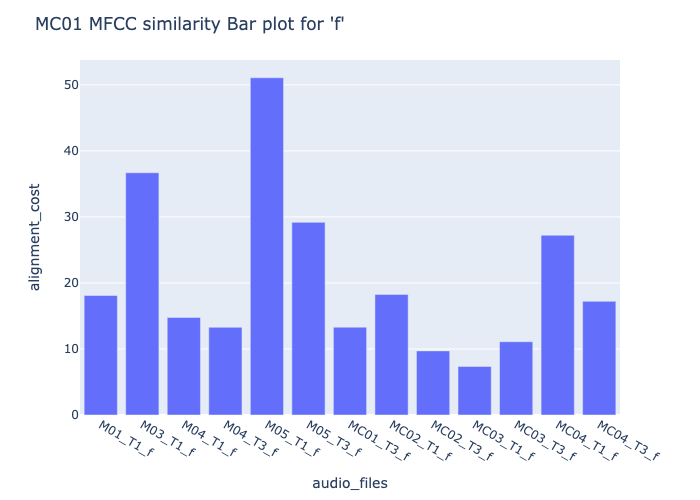 MC01 MFCC similarity Bar plot for 'f'
alignment_cost
50
40
30
20
10
0
M01_T1_f
M03_T1_f
M04_T1_f
M04_T3_f
M05_T1_f
M05_T3_f
MC01_T3_f
MC02_T1_f
MC02_T3_f
MC03_T1_f
MC03_T3_f
MC04_T1_f
MC04_T3_f
audio_files